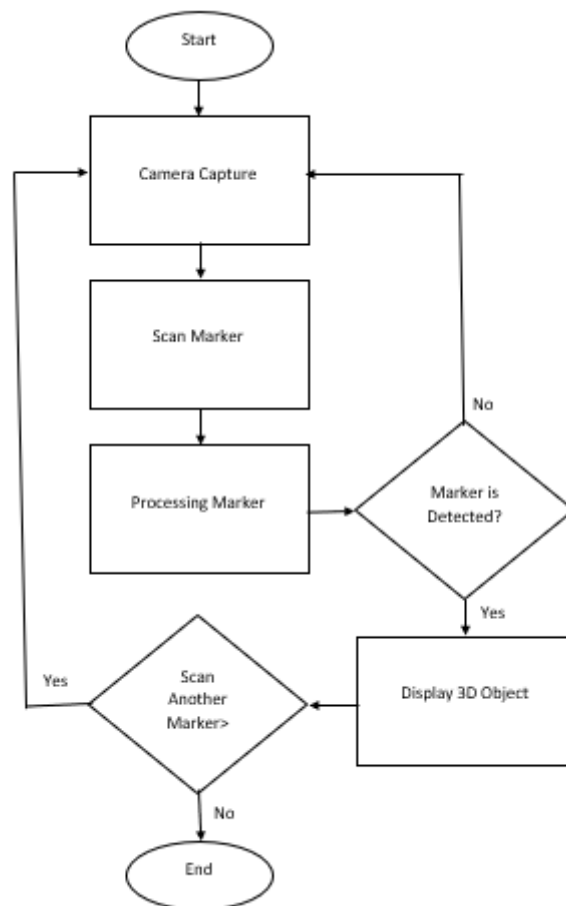 Start
Camera Capture
Scan Marker
No
Processing Marker
Marker is
Detected?
Yes
Display 3D Object
Scan
Another
Marker>
Yes
No
End